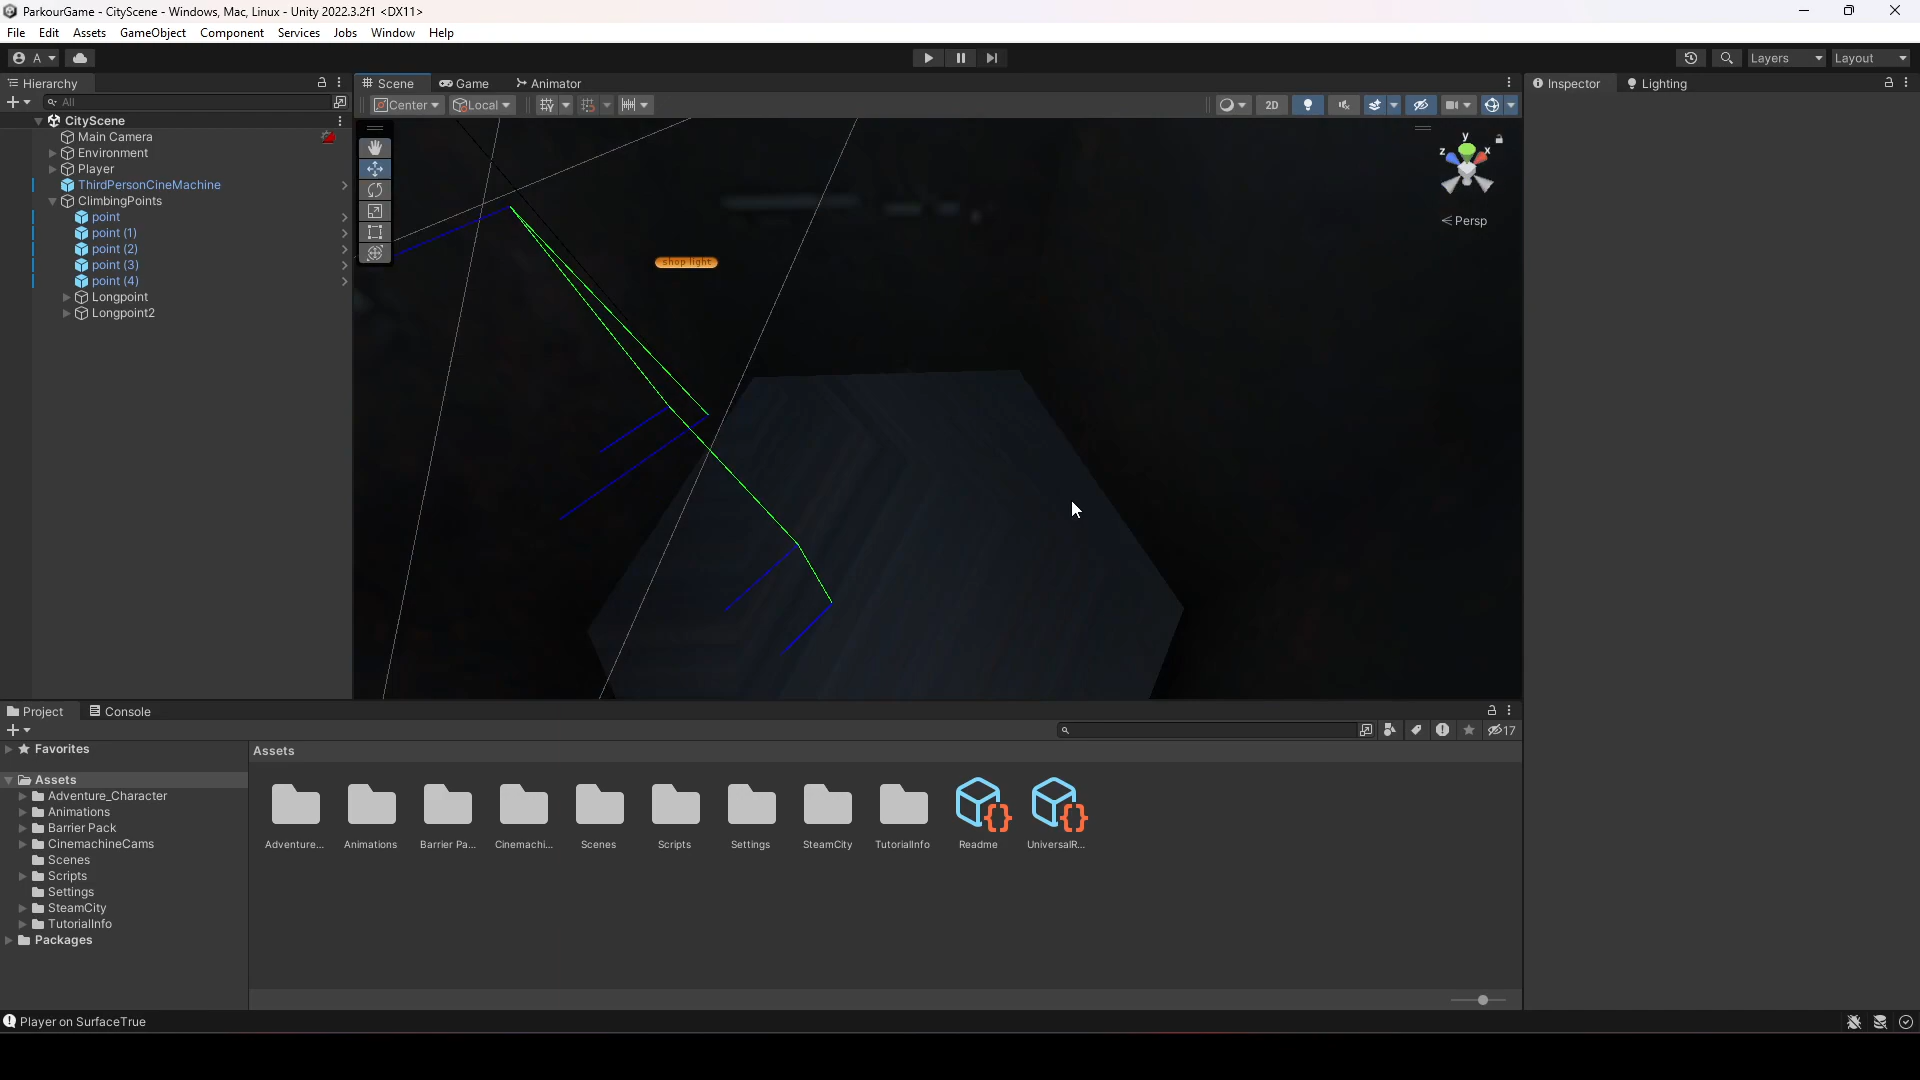 ParkourGame - CityScene - Windows, Mac, Linux - Unity 2022.3.2f1 <DX11>
File Edit Assets GameObject Component Services Jobs Window Help
A Layers Layout
Hierarchy Scene Game Animator Inspector Lighting
All Center Local 2D
CityScene
Main Camera
Environment
Player
ThirdPersonCineMachine
ClimbingPoints
point
point (1)
point (2)
point (3)
point (4)
Longpoint
Longpoint2
y
z x
Persp
shop light
Project Console
17
Favorites
Assets
Assets
Adventure_Character
Animations
Barrier Pack
CinemachineCams
Scenes
Scripts
Settings
SteamCity
TutorialInfo
Packages
Adventure... Animations Barrier Pa... Cinemachi... Scenes Scripts Settings SteamCity TutorialInfo Readme UniversalR...
Player on SurfaceTrue